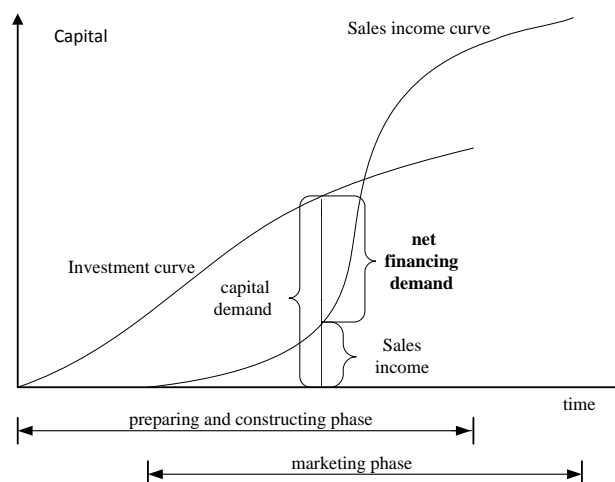 Capital
Sales income curve
Investment curve
capital
demand
net
financing
demand
Sales
income
time
preparing and constructing phase
marketing phase